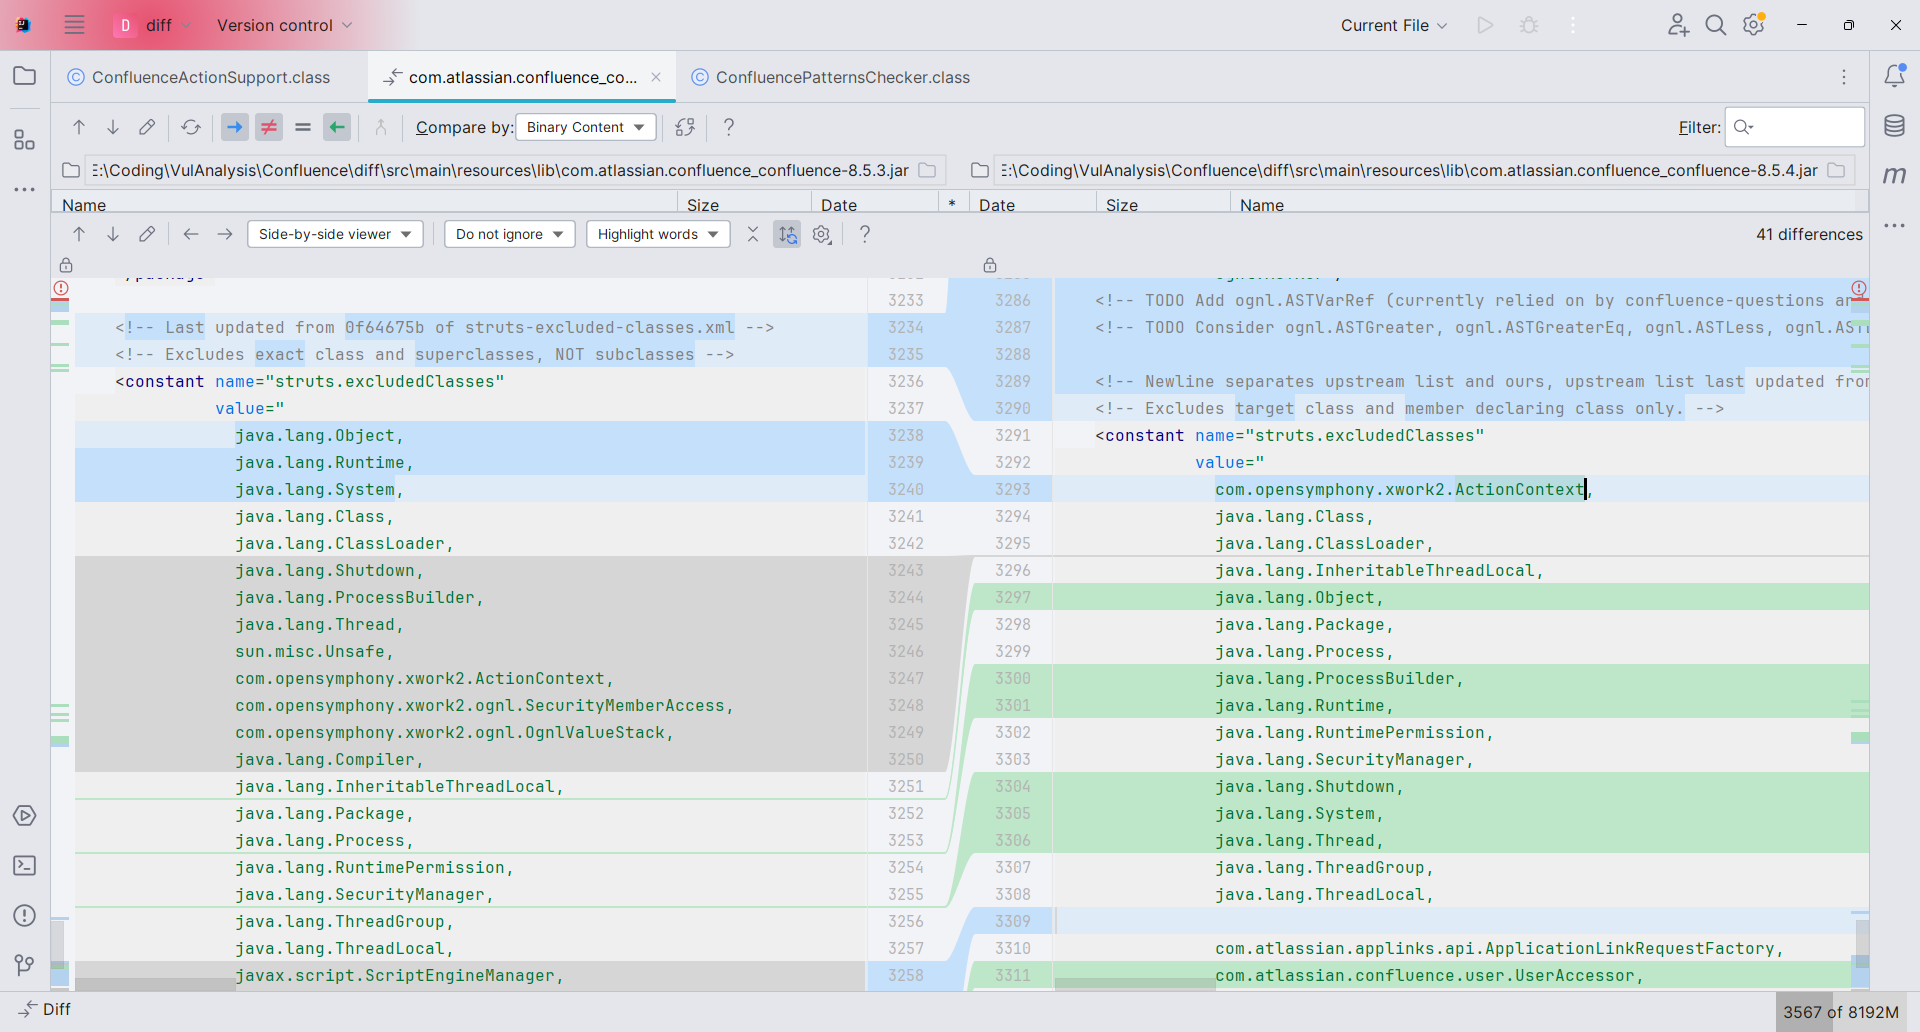 D diff Version control Current File
ConfluenceActionSupport.class com.atlassian.confluence_co... ConfluencePatternsChecker.class
Compare by: Binary Content ? Filter:
E:\Coding\VulAnalysis\Confluence\diff\src\main\resources\lib\com.atlassian.confluence_confluence-8.5.3.jar E:\Coding\VulAnalysis\Confluence\diff\src\main\resources\lib\com.atlassian.confluence_confluence-8.5.4.jar
Name Size Date * Date Size Name
Side-by-side viewer Do not ignore Highlight words ? 41 differences
3233 3286 <!-- TODO Add ognl.ASTVarRef (currently relied on by confluence-questions an
<!-- Last updated from 0f64675b of struts-excluded-classes.xml --> 3234 3287 <!-- TODO Consider ognl.ASTGreater, ognl.ASTGreaterEq, ognl.ASTLess, ognl.ASTL
<!-- Excludes exact class and superclasses, NOT subclasses --> 3235 3288
<constant name="struts.excludedClasses" 3236 3289 <!-- Newline separates upstream list and ours, upstream list last updated from
value=" 3237 3290 <!-- Excludes target class and member declaring class only. -->
java.lang.Object, 3238 3291 <constant name="struts.excludedClasses"
java.lang.Runtime, 3239 3292 value="
java.lang.System, 3240 3293 com.opensymphony.xwork2.ActionContext,
java.lang.Class, 3241 3294 java.lang.Class,
java.lang.ClassLoader, 3242 3295 java.lang.ClassLoader,
java.lang.Shutdown, 3243 3296 java.lang.InheritableThreadLocal,
java.lang.ProcessBuilder, 3244 3297 java.lang.Object,
java.lang.Thread, 3245 3298 java.lang.Package,
sun.misc.Unsafe, 3246 3299 java.lang.Process,
com.opensymphony.xwork2.ActionContext, 3247 3300 java.lang.ProcessBuilder,
com.opensymphony.xwork2.ognl.SecurityMemberAccess, 3248 3301 java.lang.Runtime,
com.opensymphony.xwork2.ognl.OgnlValueStack, 3249 3302 java.lang.RuntimePermission,
java.lang.Compiler, 3250 3303 java.lang.SecurityManager,
java.lang.InheritableThreadLocal, 3251 3304 java.lang.Shutdown,
java.lang.Package, 3252 3305 java.lang.System,
java.lang.Process, 3253 3306 java.lang.Thread,
java.lang.RuntimePermission, 3254 3307 java.lang.ThreadGroup,
java.lang.SecurityManager, 3255 3308 java.lang.ThreadLocal,
java.lang.ThreadGroup, 3256 3309
java.lang.ThreadLocal, 3257 3310 com.atlassian.applinks.api.ApplicationLinkRequestFactory,
javax.script.ScriptEngineManager, 3258 3311 com.atlassian.confluence.user.UserAccessor,
Diff 3567 of 8192M